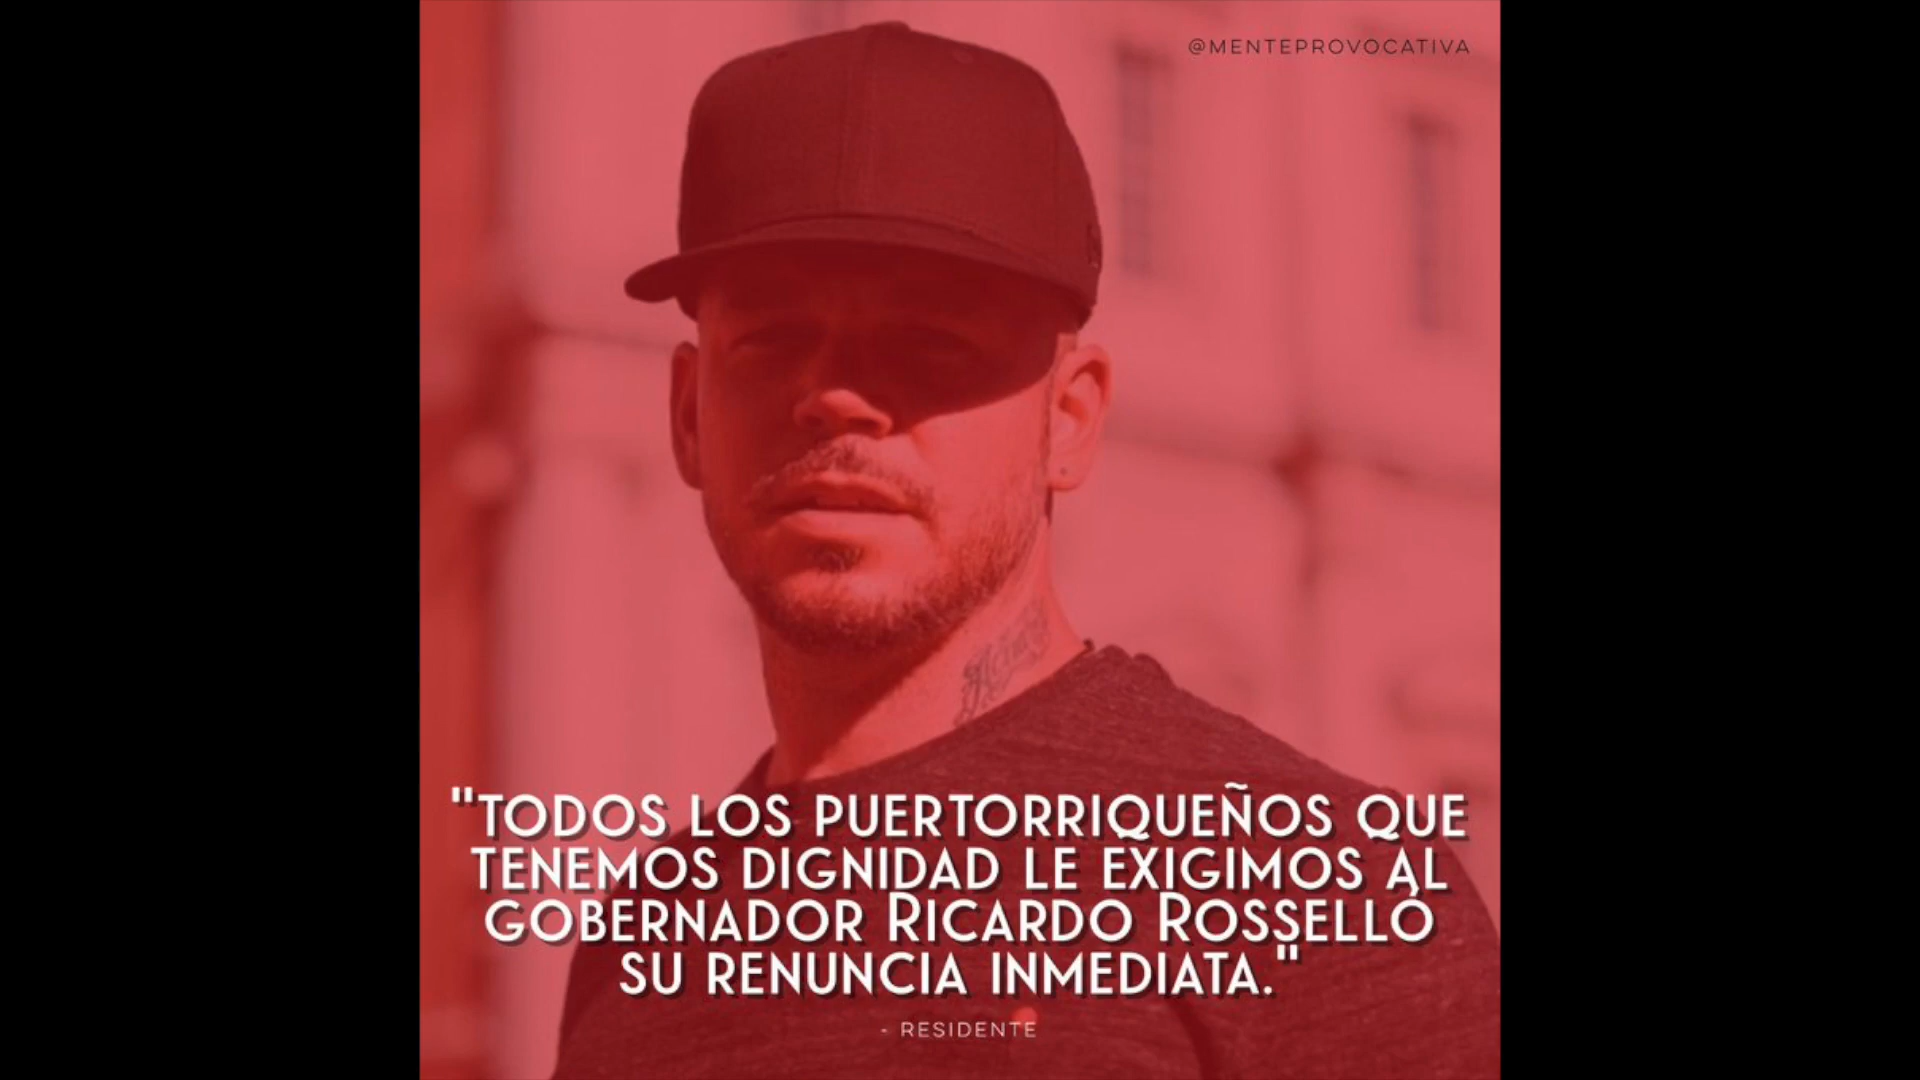 @MENTEPROVOCATIVA
"TODOS LOS PUERTORRIQUEÑOS QUE
TENEMOS DIGNIDAD LE EXIGIMOS AL
GOBERNADOR RICARDO ROSSELLÓ
SU RENUNCIA INMEDIATA."
- RESIDENTE